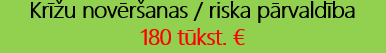 Krīžu novēršanas / riska pārvaldība
180 tūkst. €